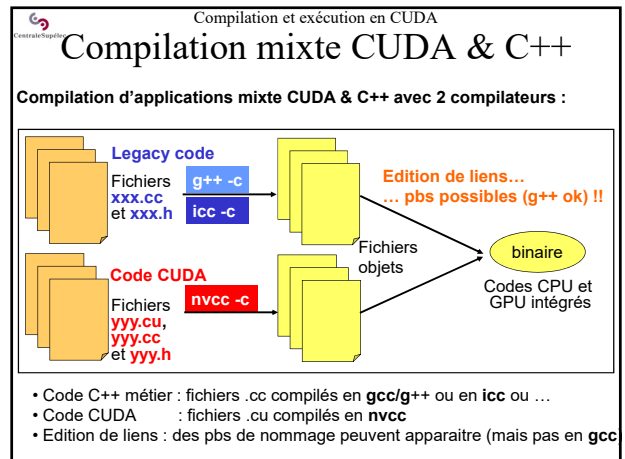 Compilation et exécution en CUDA
CentraleSupélec
Compilation mixte CUDA & C++
Compilation d'applications mixte CUDA & C++ avec 2 compilateurs :
Legacy code
Fichiers
xxx.cc
et xxx.h
g++ -c
icc -c
Edition de liens…
… pbs possibles (g++ ok) !!
Fichiers
objets
binaire
Codes CPU et
GPU intégrés
Code CUDA
Fichiers
yyy.cu,
yyy.cc
et yyy.h
nvcc -c
• Code C++ métier : fichiers .cc compilés en gcc/g++ ou en icc ou …
• Code CUDA : fichiers .cu compilés en nvcc
• Edition de liens : des pbs de nommage peuvent apparaitre (mais pas en gcc)